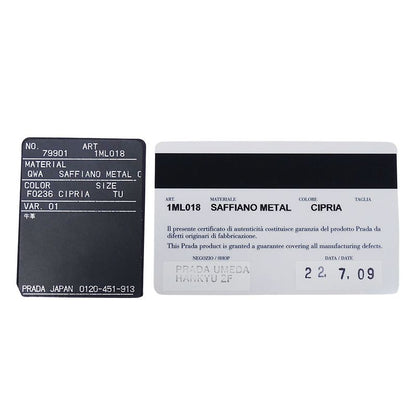 NO. ART
79901 1ML018
MATERIAL
QWA SAFFIANO METAL C
COLOR SIZE
F0236 CIPRIA TU
VAR. 01
牛革
PRADA JAPAN 0120-451-913
ART. MATERIALE COLORE TAGLIA
1ML018 SAFFIANO METAL CIPRIA
Il presente certificato di autenticità costituisce garanzia del prodotto Prada da
difetti originari di fabbricazione.
This Prada product is granted a guarantee covering all manufacturing defects.
NEGOZIO / SHOP DATA / DATE
PRADA UMEDA
HANKYU 2F
22. 7. 09